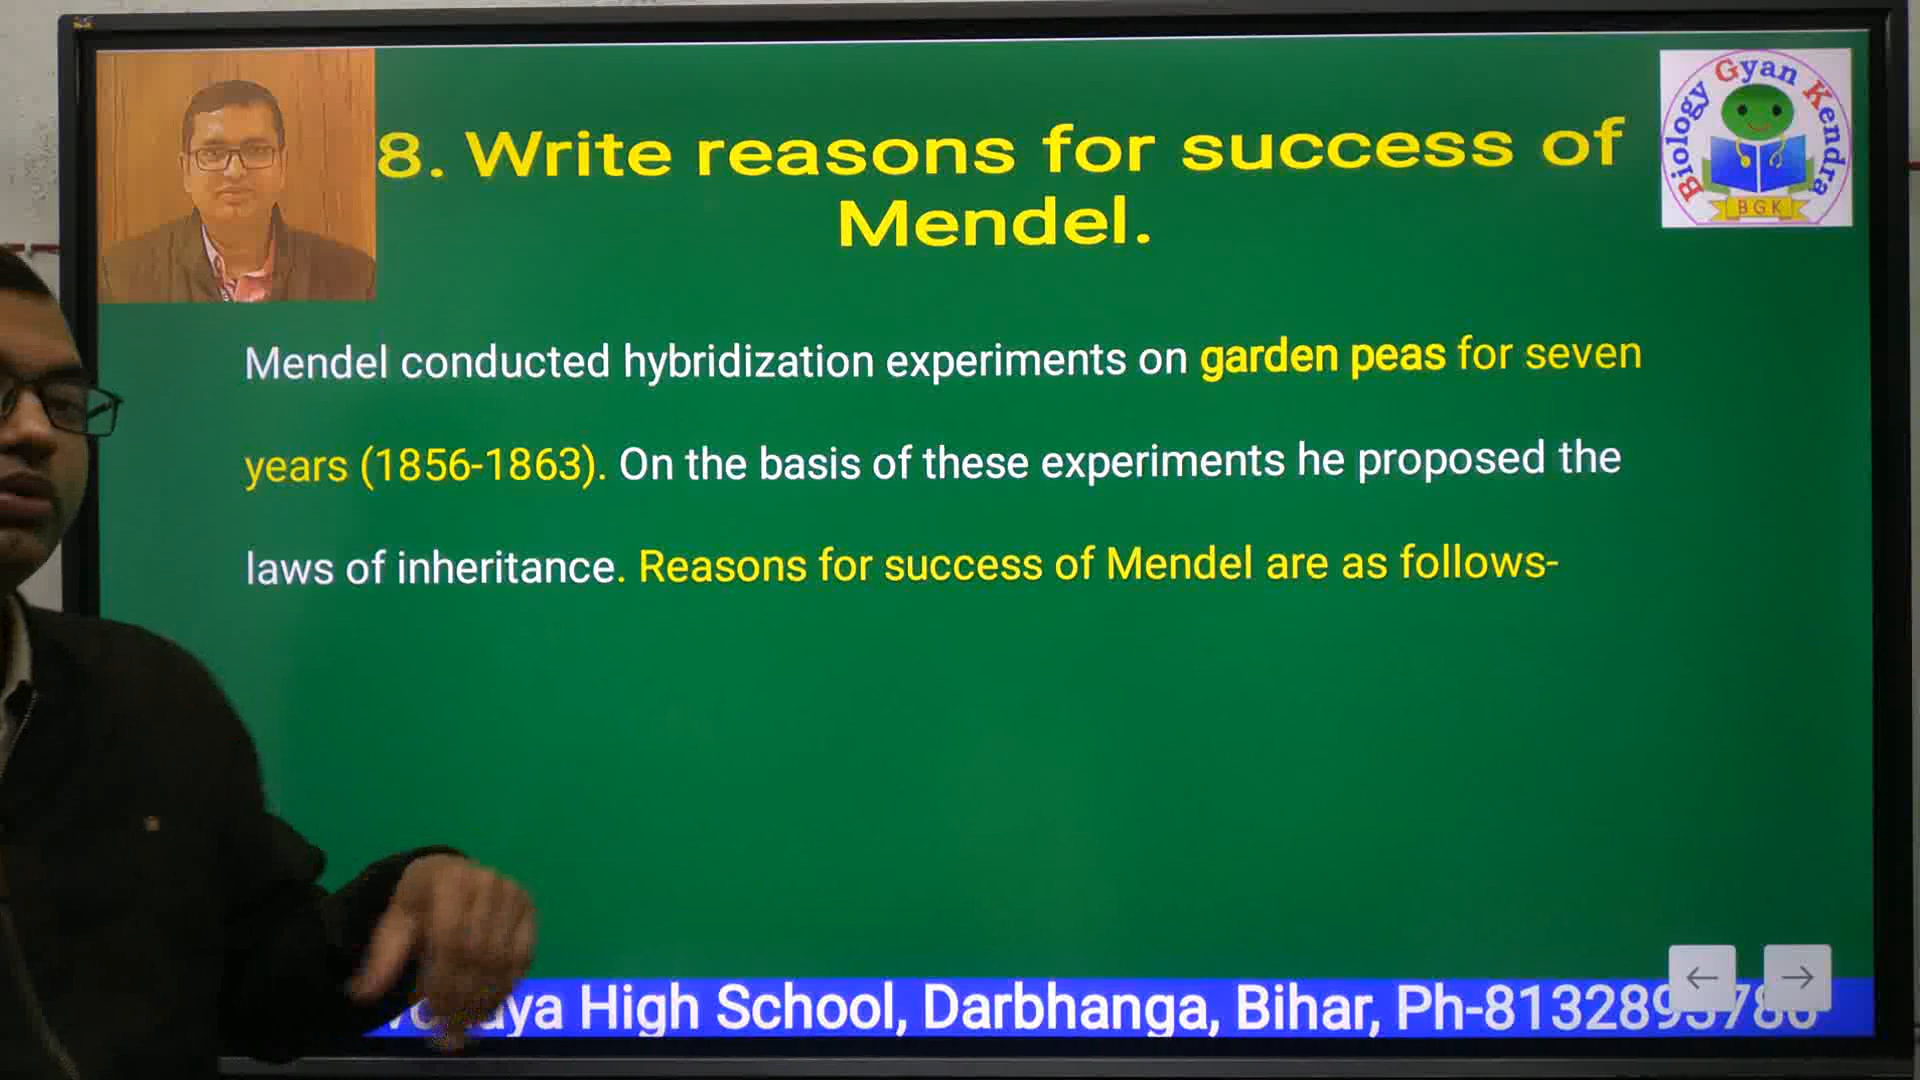 8. Write reasons for success of
Mendel.
Biology Gyan Kendra
BGK
Mendel conducted hybridization experiments on garden peas for seven
years (1856-1863). On the basis of these experiments he proposed the
laws of inheritance. Reasons for success of Mendel are as follows-
High School, Darbhanga, Bihar,